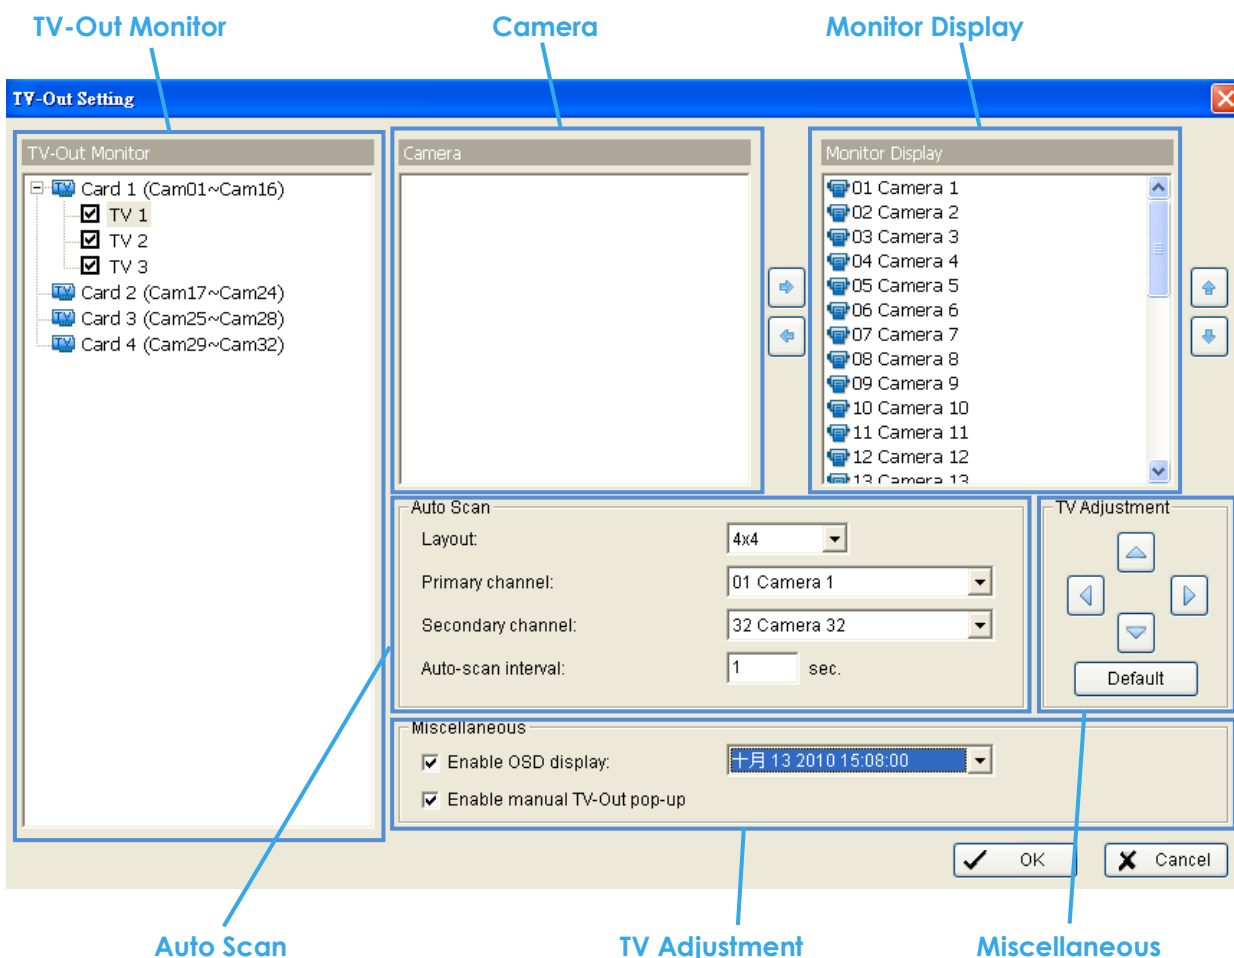 TV-Out Monitor
Camera
Monitor Display
TV-Out Setting
TV-Out Monitor
Card 1 (Cam01~Cam16)
TV 1
TV 2
TV 3
Card 2 (Cam17~Cam24)
Card 3 (Cam25~Cam28)
Card 4 (Cam29~Cam32)
Camera
Monitor Display
01 Camera 1
02 Camera 2
03 Camera 3
04 Camera 4
05 Camera 5
06 Camera 6
07 Camera 7
08 Camera 8
09 Camera 9
10 Camera 10
11 Camera 11
12 Camera 12
13 Camera 13
Auto Scan
Layout: 4x4
Primary channel: 01 Camera 1
Secondary channel: 32 Camera 32
Auto-scan interval: 1 sec.
TV Adjustment
Default
Miscellaneous
Enable OSD display: 十月 13 2010 15:08:00
Enable manual TV-Out pop-up
OK
Cancel
Auto Scan
TV Adjustment
Miscellaneous